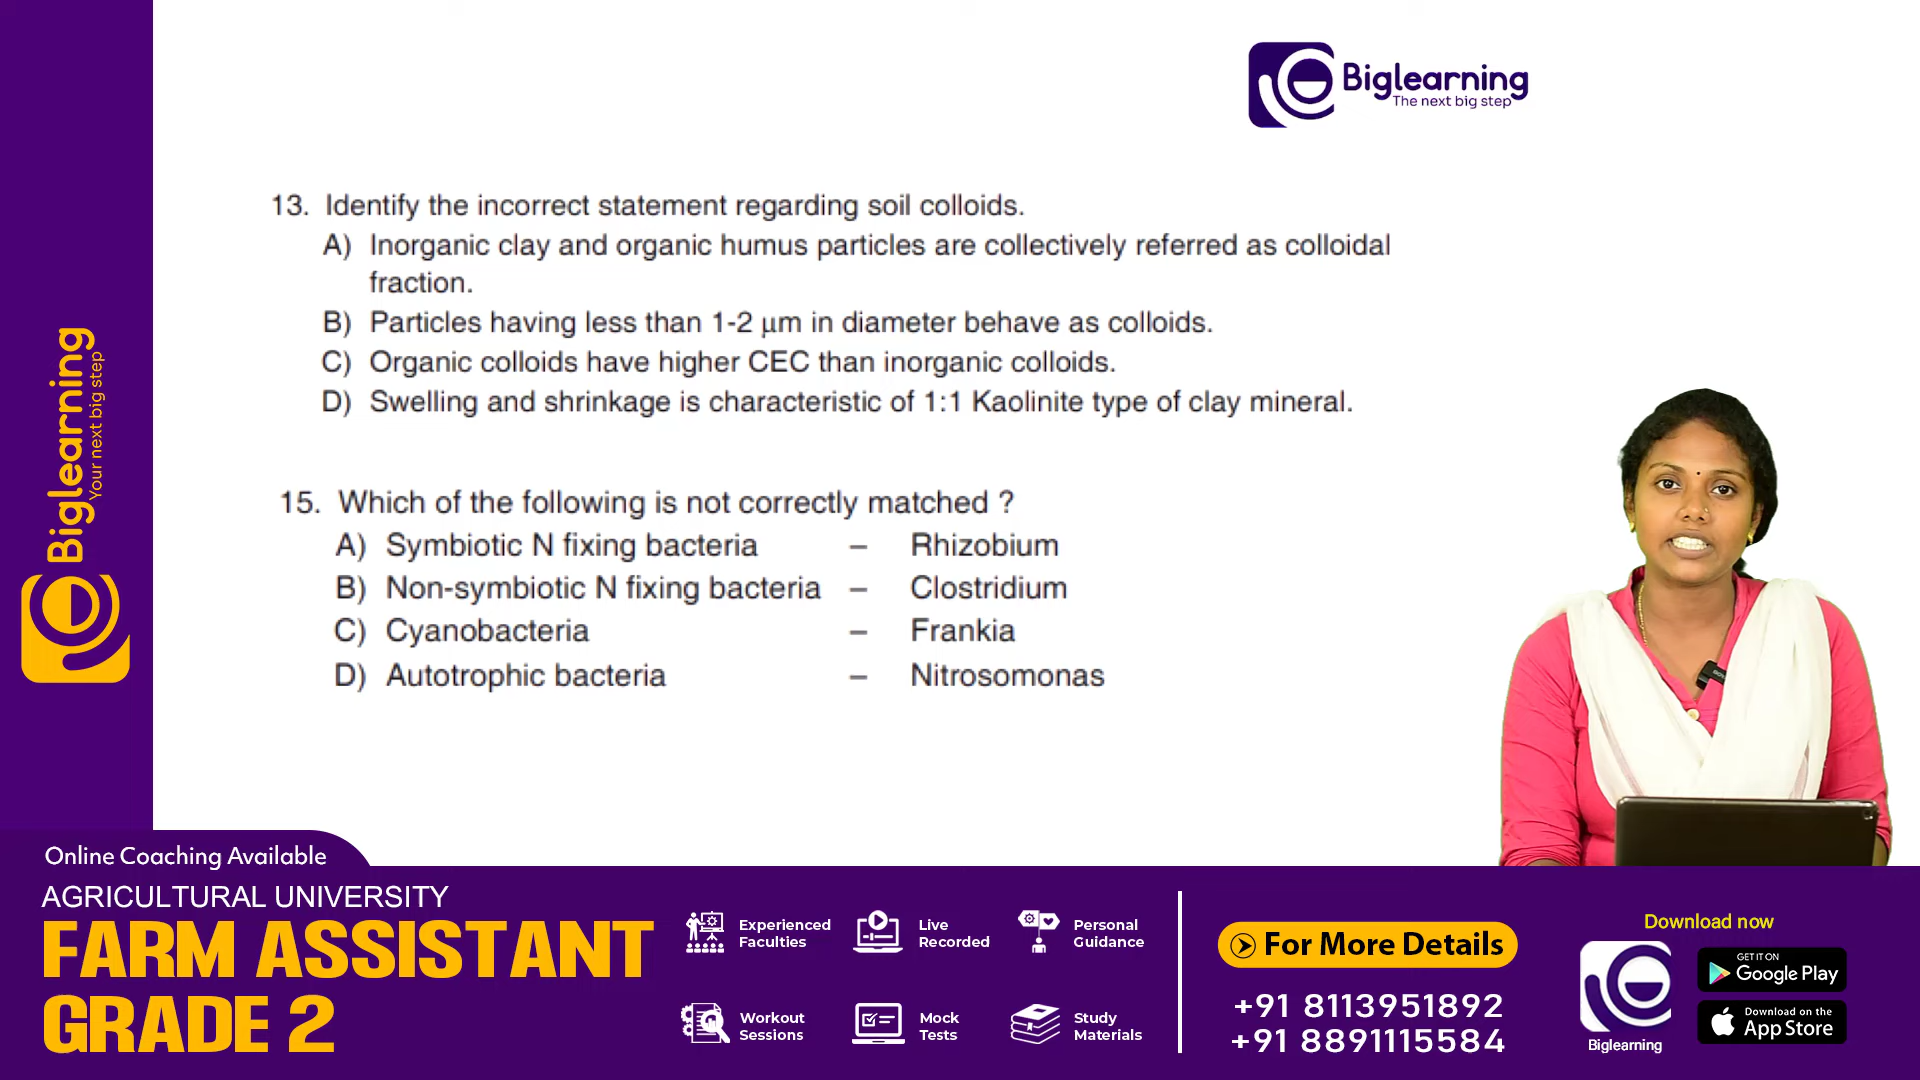 Biglearning
The next big step
13. Identify the incorrect statement regarding soil colloids.
A) Inorganic clay and organic humus particles are collectively referred as colloidal
fraction.
B) Particles having less than 1-2 μm in diameter behave as colloids.
C) Organic colloids have higher CEC than inorganic colloids.
D) Swelling and shrinkage is characteristic of 1:1 Kaolinite type of clay mineral.
15. Which of the following is not correctly matched ?
A) Symbiotic N fixing bacteria – Rhizobium
B) Non-symbiotic N fixing bacteria – Clostridium
C) Cyanobacteria – Frankia
D) Autotrophic bacteria – Nitrosomonas
Biglearning
Your next big step
Online Coaching Available
AGRICULTURAL UNIVERSITY
FARM ASSISTANT
GRADE 2
Experienced
Faculties
Live
Recorded
Personal
Guidance
Workout
Sessions
Mock
Tests
Study
Materials
For More Details
+91 8113951892
+91 8891115584
Download now
Biglearning
GET IT ON
Google Play
Download on the
App Store